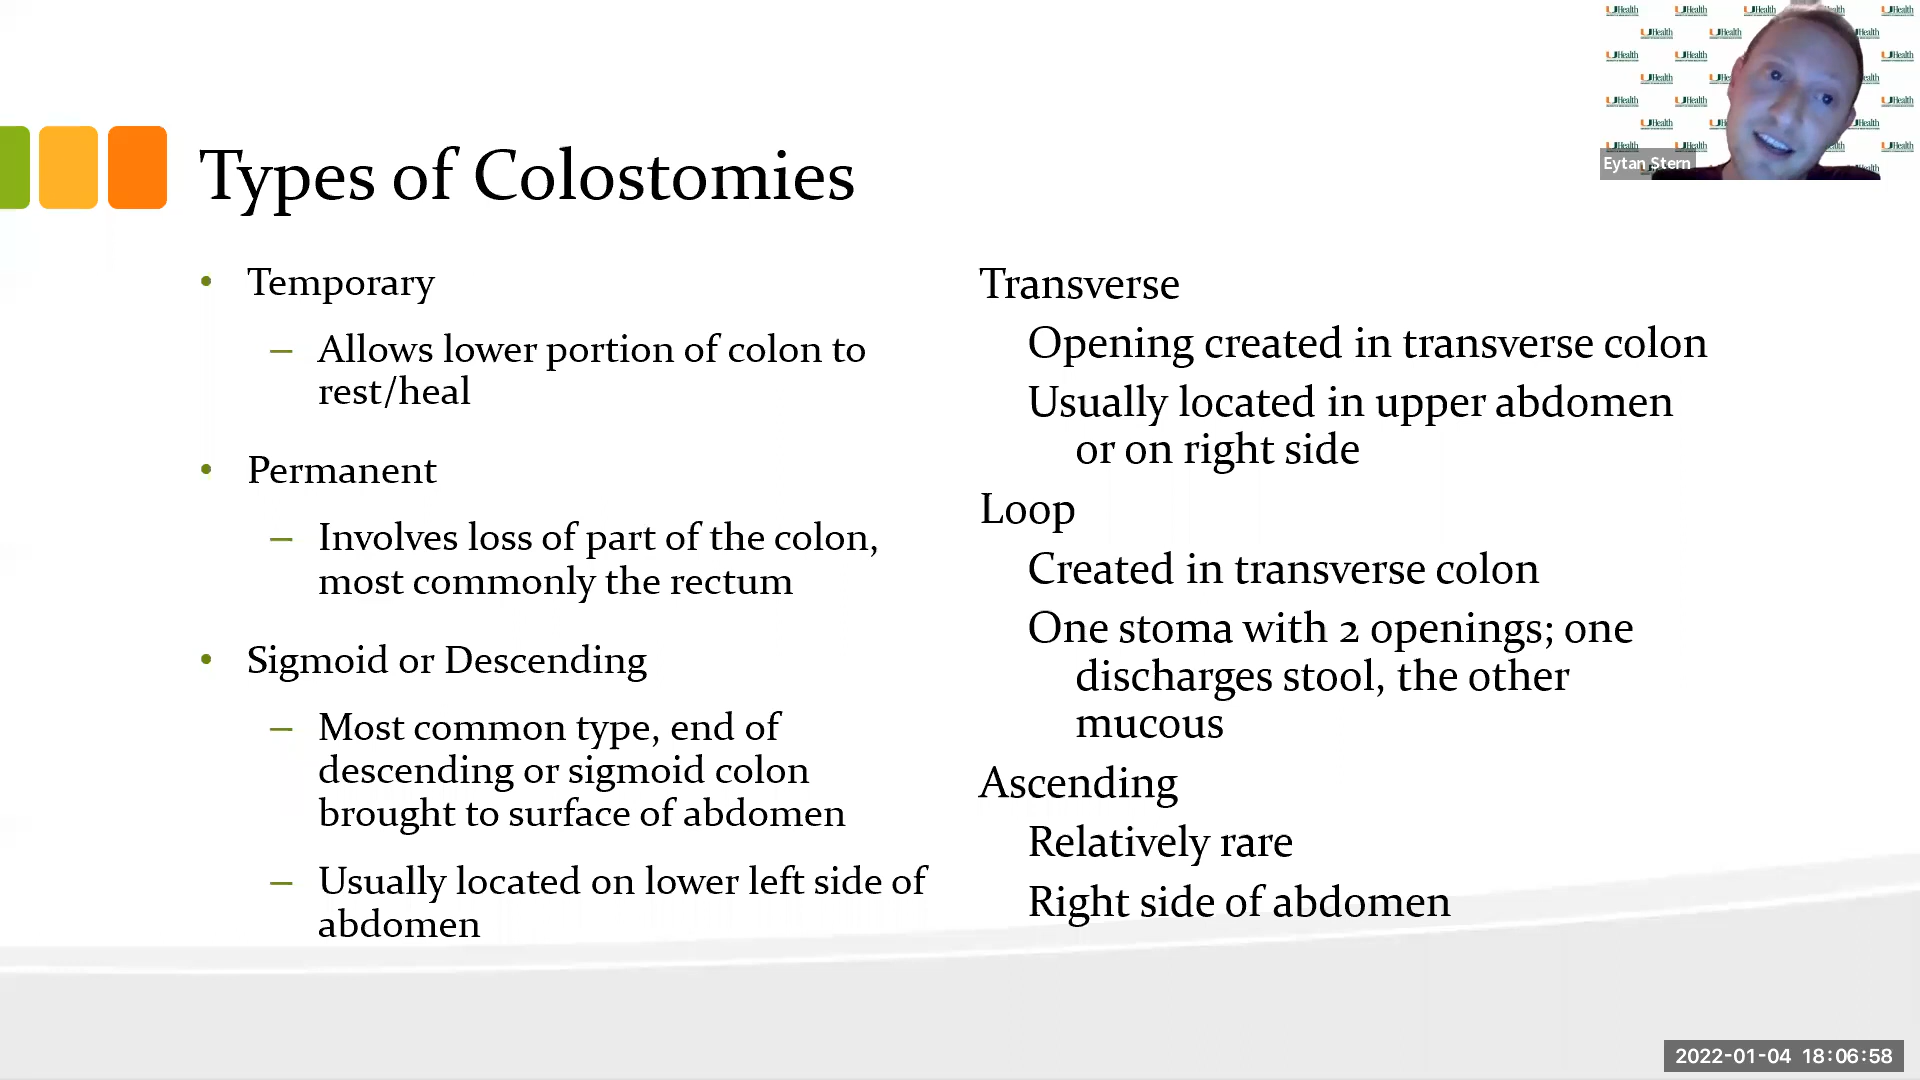 Types of Colostomies
• Temporary
– Allows lower portion of colon to
rest/heal
• Permanent
– Involves loss of part of the colon,
most commonly the rectum
• Sigmoid or Descending
– Most common type, end of
descending or sigmoid colon
brought to surface of abdomen
– Usually located on lower left side of
abdomen
Transverse
Opening created in transverse colon
Usually located in upper abdomen
or on right side
Loop
Created in transverse colon
One stoma with 2 openings; one
discharges stool, the other
mucous
Ascending
Relatively rare
Right side of abdomen
UHealth
Eytan Stern
2022-01-04 18:06:58